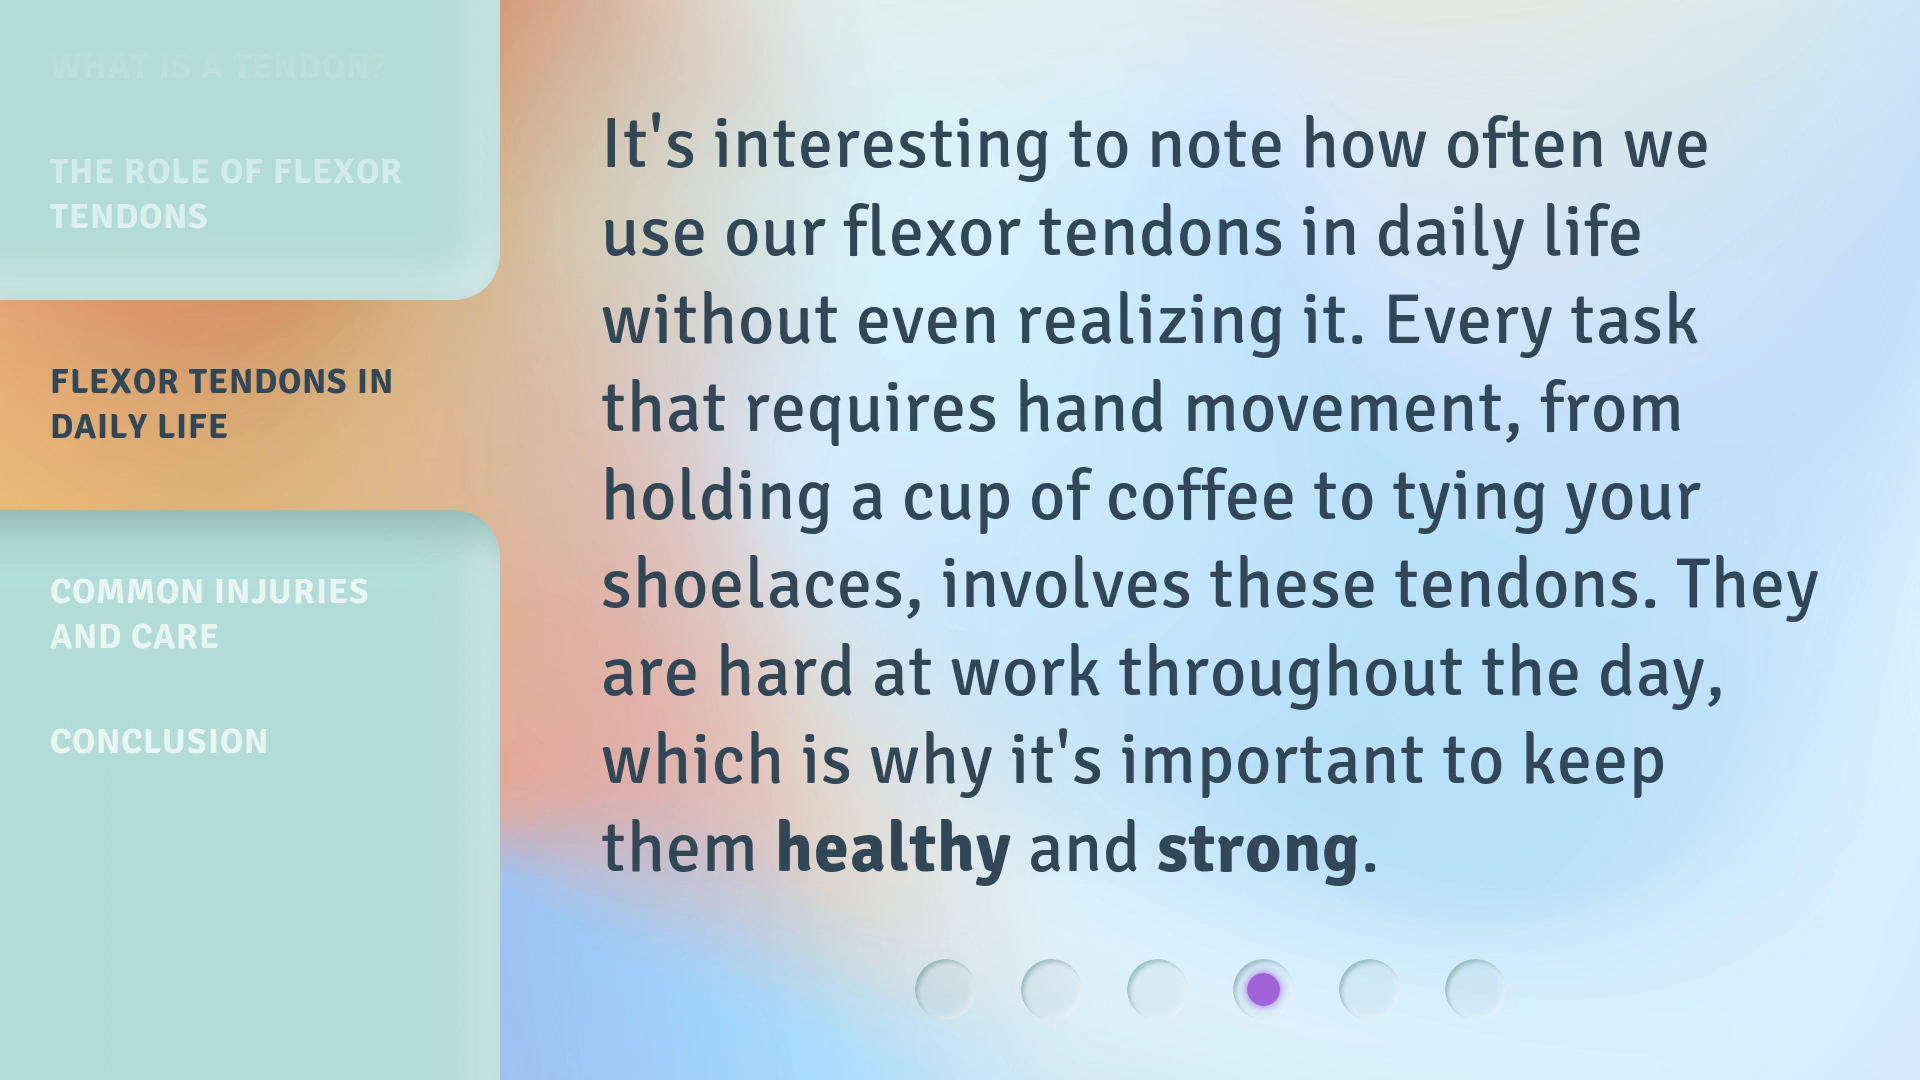 WHAT IS A TENDON?
THE ROLE OF FLEXOR
TENDONS
FLEXOR TENDONS IN
DAILY LIFE
COMMON INJURIES
AND CARE
CONCLUSION
It's interesting to note how often we
use our flexor tendons in daily life
without even realizing it. Every task
that requires hand movement, from
holding a cup of coffee to tying your
shoelaces, involves these tendons. They
are hard at work throughout the day,
which is why it's important to keep
them healthy and strong.